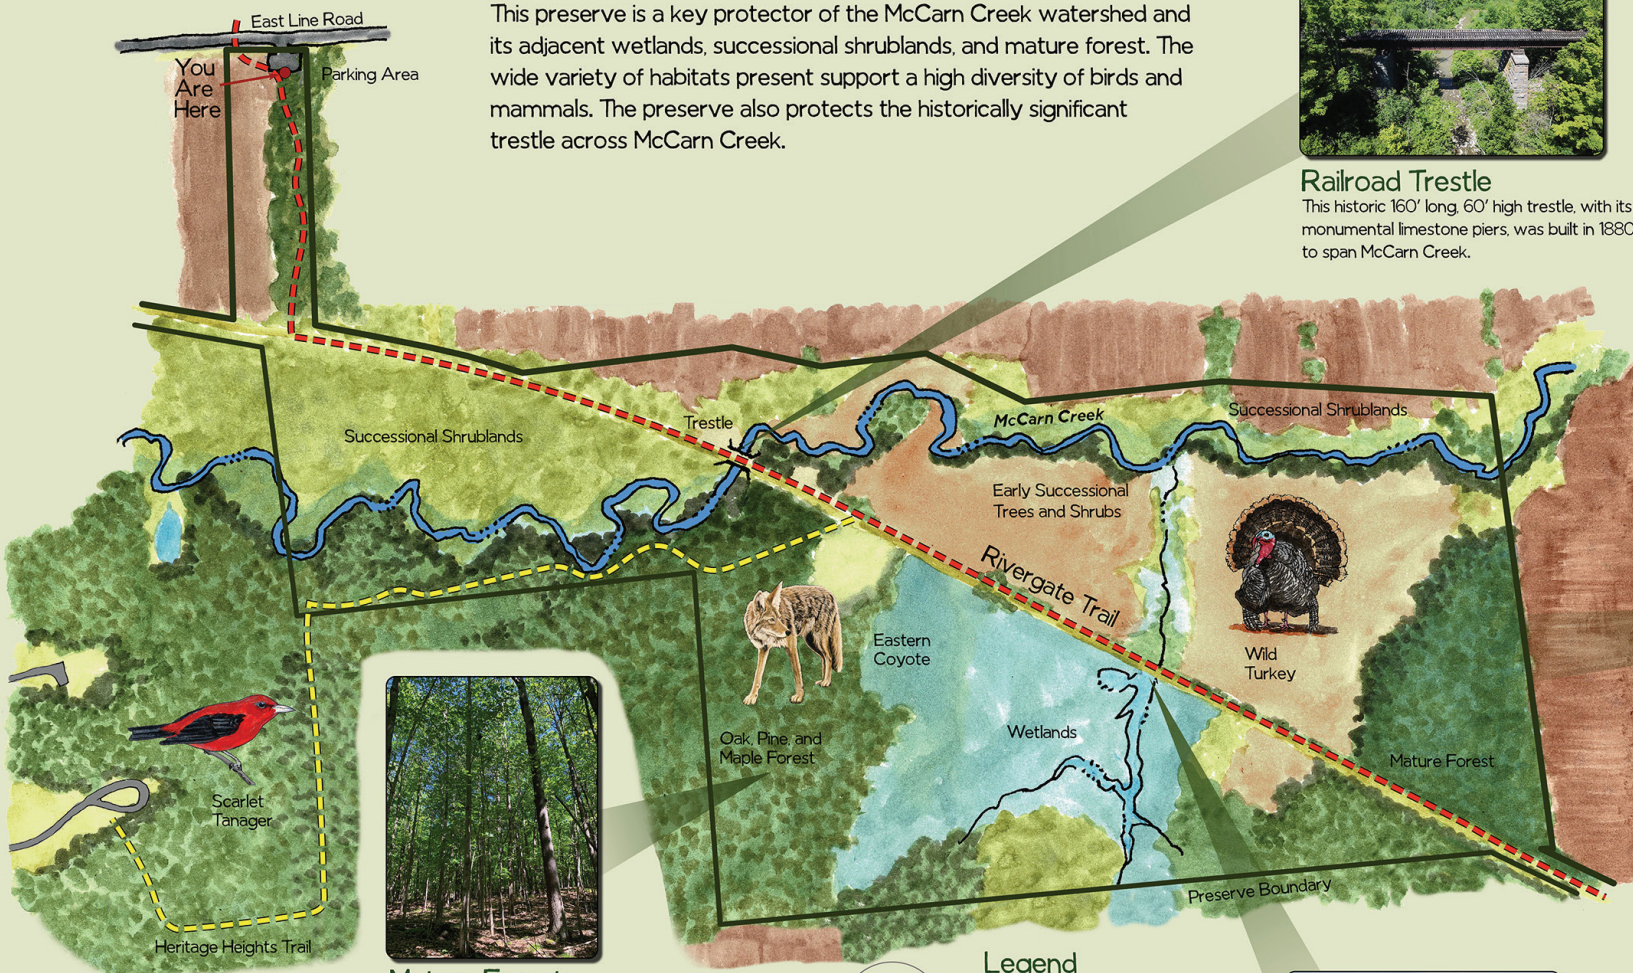 East Line Road
You
Are
Here
Parking Area
This preserve is a key protector of the McCarn Creek watershed and
its adjacent wetlands, successional shrublands, and mature forest. The
wide variety of habitats present support a high diversity of birds and
mammals. The preserve also protects the historically significant
trestle across McCarn Creek.
Railroad Trestle
This historic 160' long, 60' high trestle, with its
monumental limestone piers, was built in 1880
to span McCarn Creek.
Successional Shrublands
Trestle
McCarn Creek
Successional Shrublands
Early Successional
Trees and Shrubs
Rivergate Trail
Wild
Turkey
Eastern
Coyote
Wetlands
Oak, Pine, and
Maple Forest
Mature Forest
Scarlet
Tanager
Preserve Boundary
Heritage Heights Trail
Mature Forest
Legend